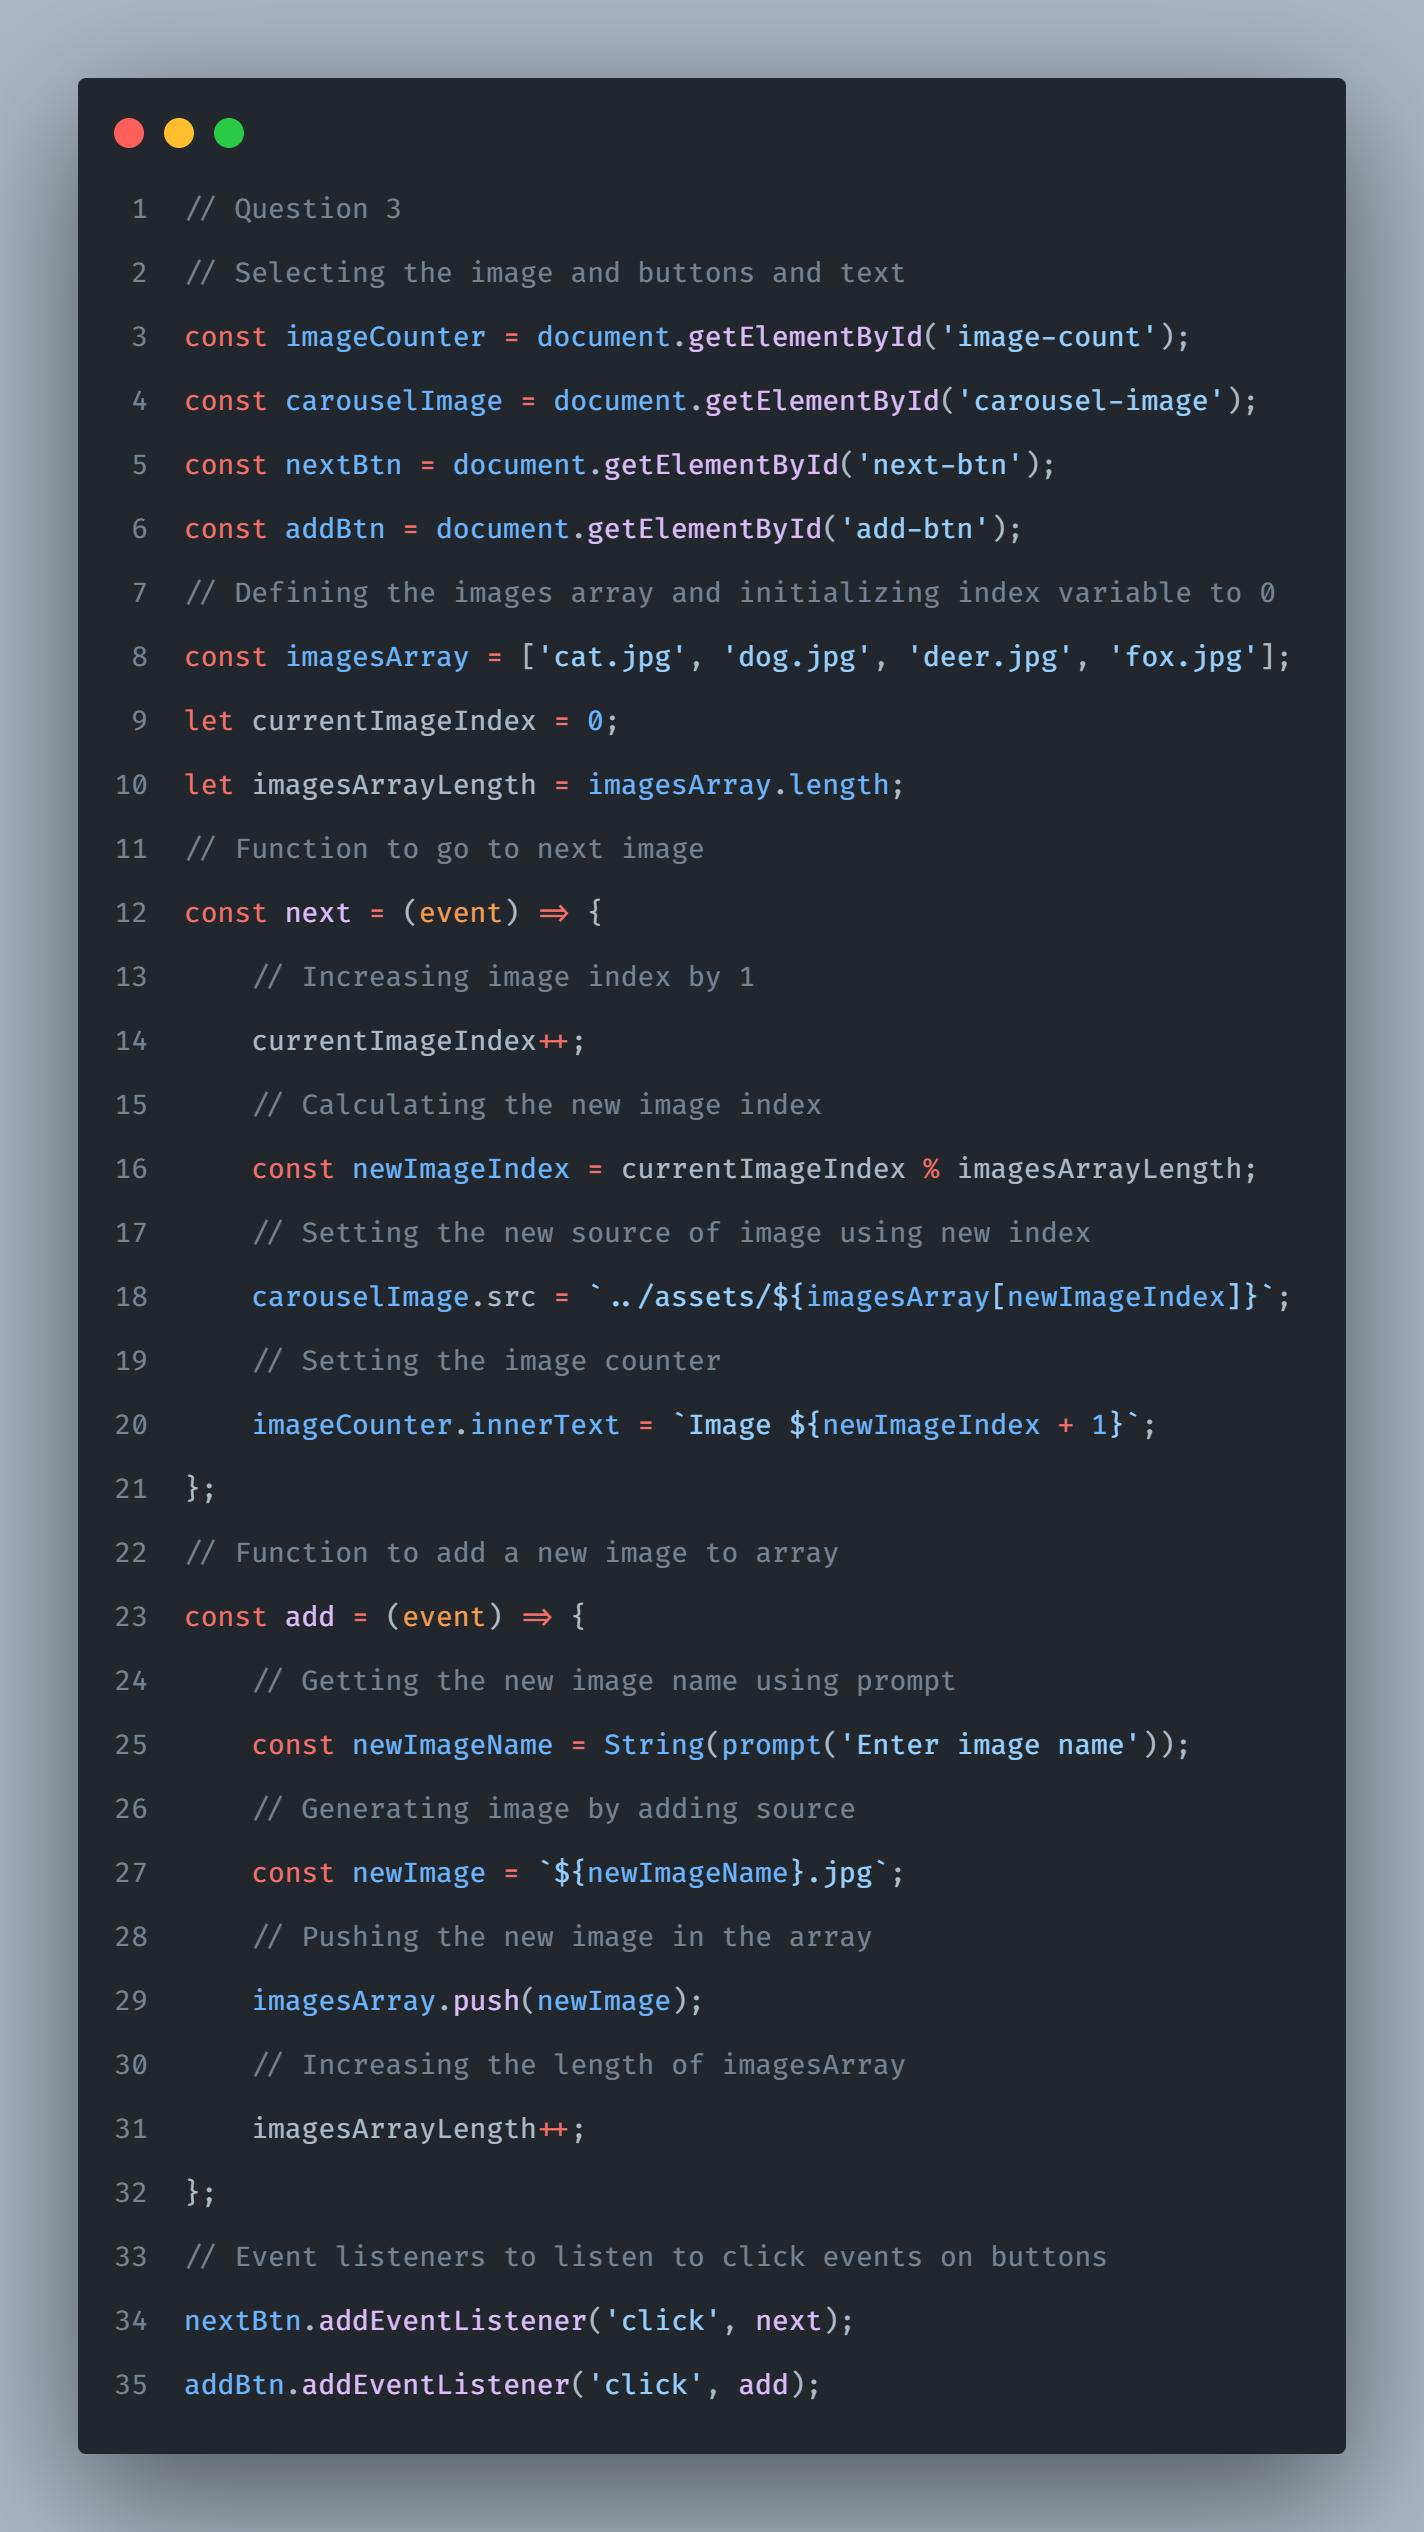 1 // Question 3
2 // Selecting the image and buttons and text
3 const imageCounter = document.getElementById('image-count');
4 const carouselImage = document.getElementById('carousel-image');
5 const nextBtn = document.getElementById('next-btn');
6 const addBtn = document.getElementById('add-btn');
7 // Defining the images array and initializing index variable to 0
8 const imagesArray = ['cat.jpg', 'dog.jpg', 'deer.jpg', 'fox.jpg'];
9 let currentImageIndex = 0;
10 let imagesArrayLength = imagesArray.length;
11 // Function to go to next image
12 const next = (event) => {
13     // Increasing image index by 1
14     currentImageIndex++;
15     // Calculating the new image index
16     const newImageIndex = currentImageIndex % imagesArrayLength;
17     // Setting the new source of image using new index
18     carouselImage.src = `../assets/${imagesArray[newImageIndex]}`;
19     // Setting the image counter
20     imageCounter.innerText = `Image ${newImageIndex + 1}`;
21 };
22 // Function to add a new image to array
23 const add = (event) => {
24     // Getting the new image name using prompt
25     const newImageName = String(prompt('Enter image name'));
26     // Generating image by adding source
27     const newImage = `${newImageName}.jpg`;
28     // Pushing the new image in the array
29     imagesArray.push(newImage);
30     // Increasing the length of imagesArray
31     imagesArrayLength++;
32 };
33 // Event listeners to listen to click events on buttons
34 nextBtn.addEventListener('click', next);
35 addBtn.addEventListener('click', add);